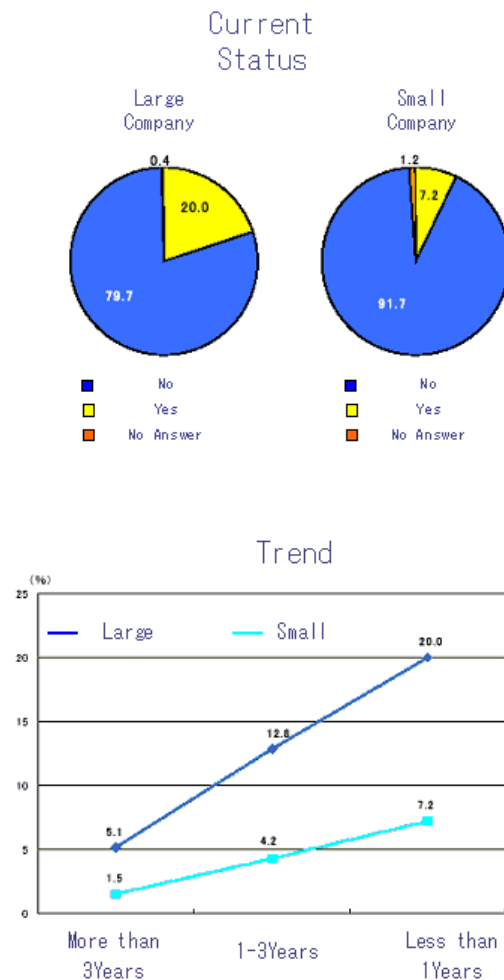 Current
Status
Large
Company
Small
Company
0.4
20.0
79.7
1.2
7.2
91.7
No
Yes
No Answer
No
Yes
No Answer
Trend
(%)
25
20
15
10
5
0
Large
Small
20.0
12.8
5.1
7.2
4.2
1.5
More than
3Years
1-3Years
Less than
1Years